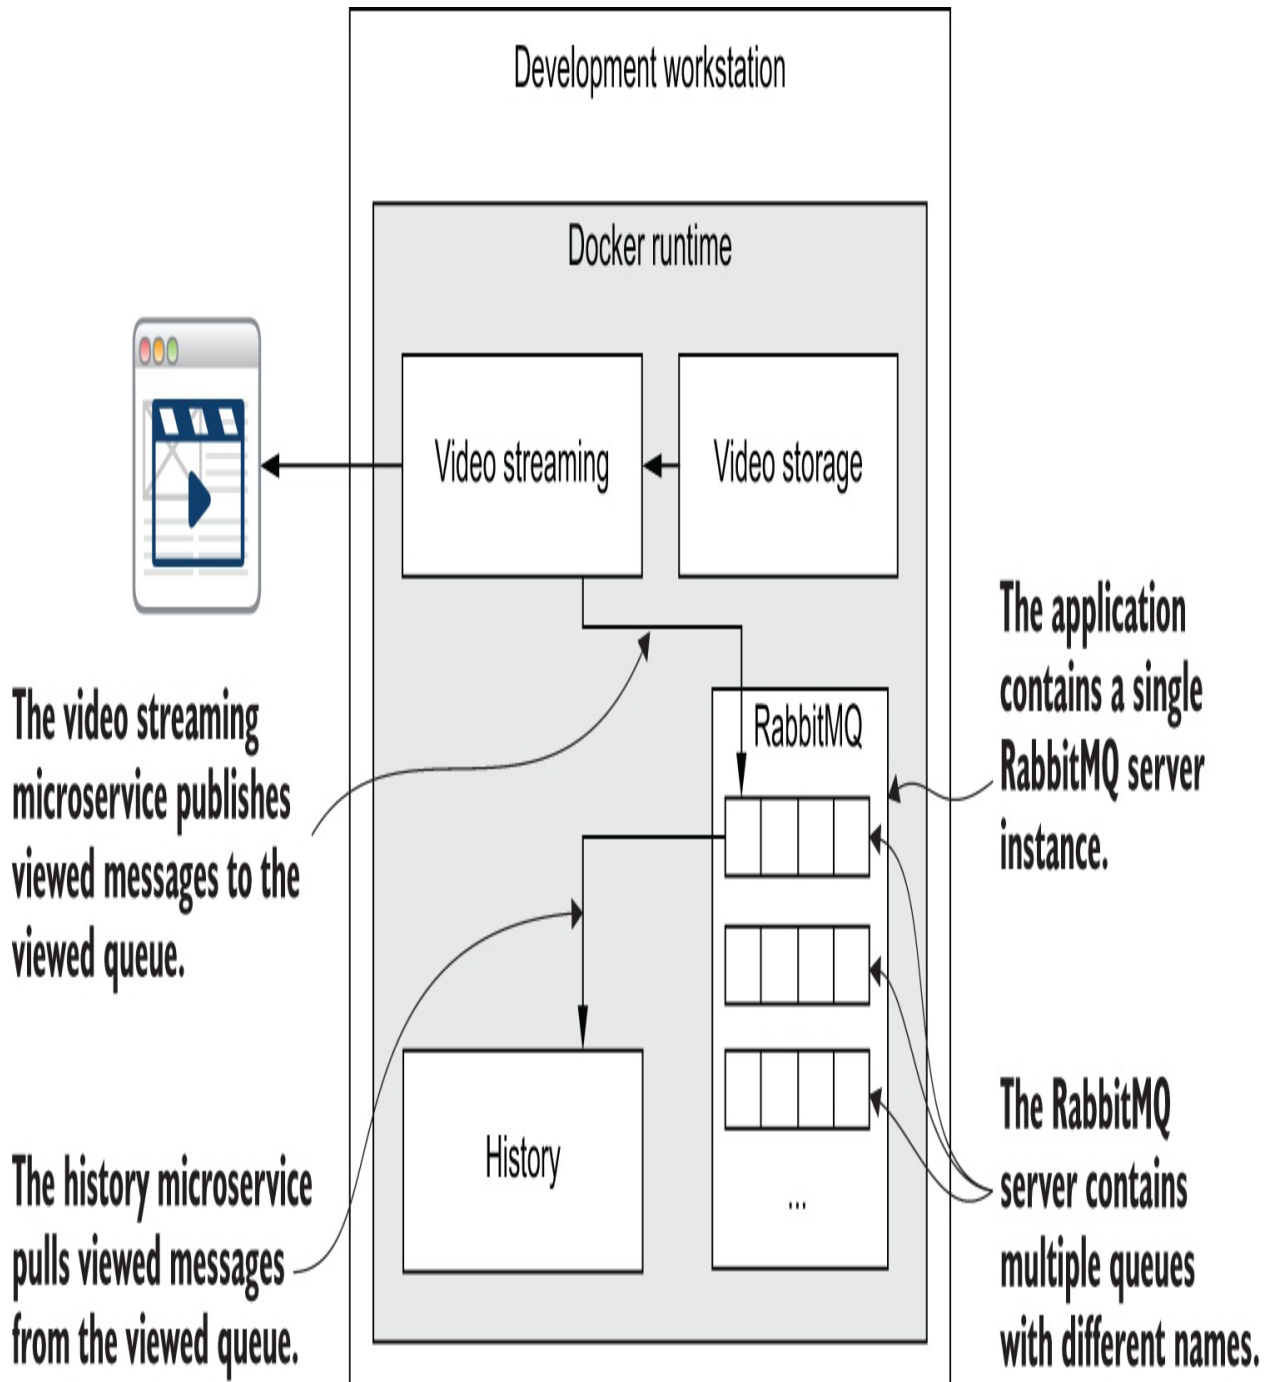 Development workstation
Docker runtime
Video streaming
Video storage
The application
contains a single
RabbitMQ server
instance.
The video streaming
microservice publishes
viewed messages to the
viewed queue.
RabbitMQ
The history microservice
pulls viewed messages
from the viewed queue.
History
...
The RabbitMQ
server contains
multiple queues
with different names.